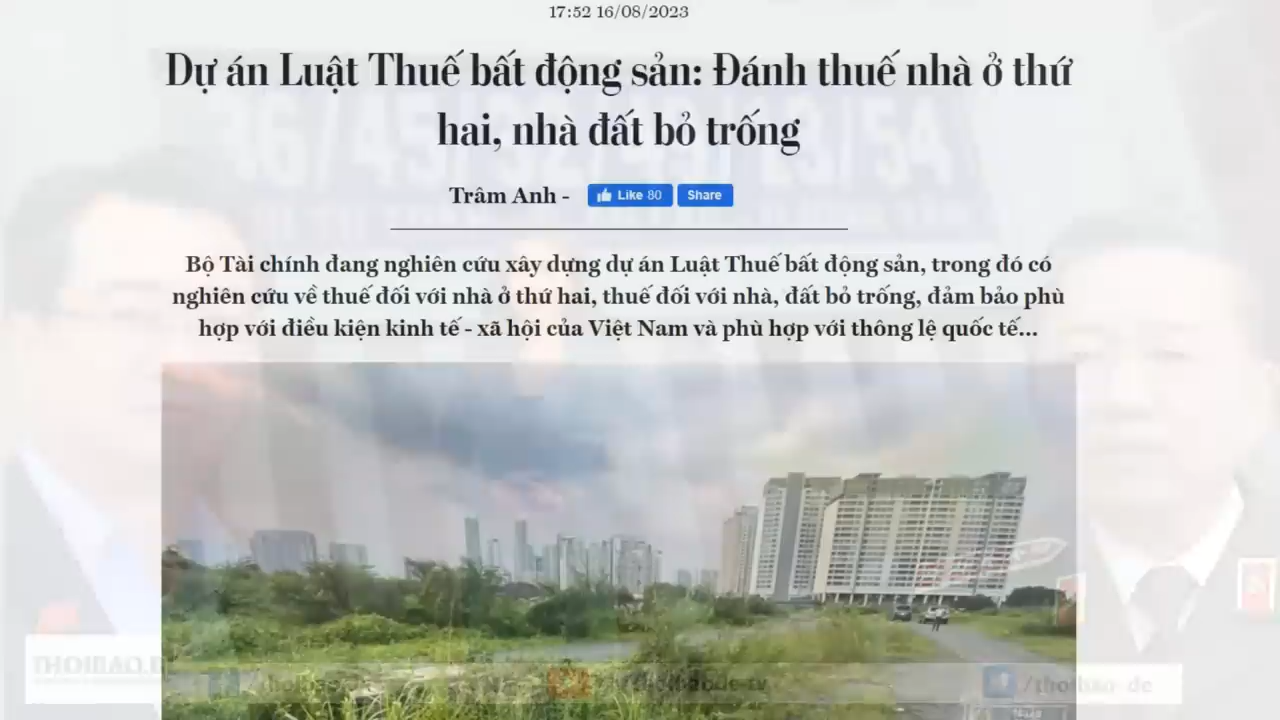 17:52 16/08/2023
Dự án Luật Thuế bất động sản: Đánh thuế nhà ở thứ
hai, nhà đất bỏ trống
Trâm Anh -
Like 80
Share
Bộ Tài chính đang nghiên cứu xây dựng dự án Luật Thuế bất động sản, trong đó có
nghiên cứu về thuế đối với nhà ở thứ hai, thuế đối với nhà, đất bỏ trống, đảm bảo phù
hợp với điều kiện kinh tế - xã hội của Việt Nam và phù hợp với thông lệ quốc tế...
THOIBAO.DE
/thoibao-de